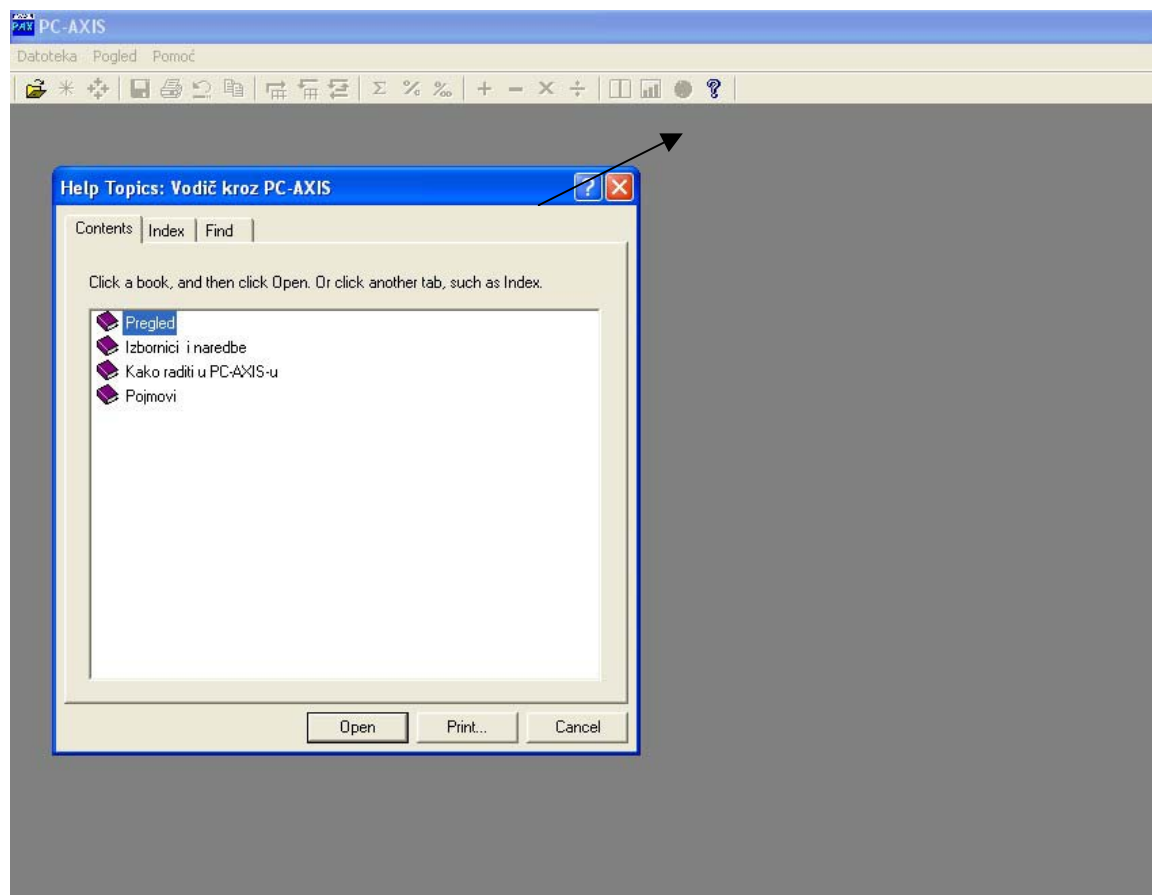 PC-AXIS
Datoteka Pogled Pomoć
Help Topics: Vodič kroz PC-AXIS
Contents Index Find
Click a book, and then click Open. Or click another tab, such as Index.
Pregled
Izbornici i naredbe
Kako raditi u PC-AXIS-u
Pojmovi
Open Print... Cancel